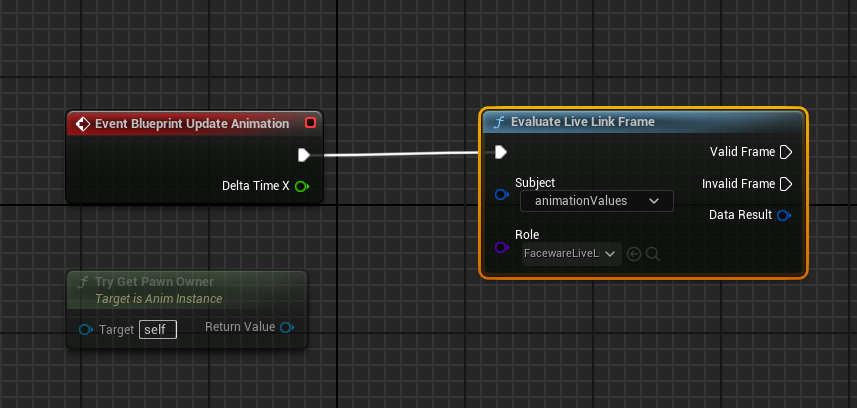 Event Blueprint Update Animation
Delta Time X
Evaluate Live Link Frame
Valid Frame
Subject
animationValues
Invalid Frame
Data Result
Role
FacewareLiveL
Try Get Pawn Owner
Target is Anim Instance
Target self
Return Value